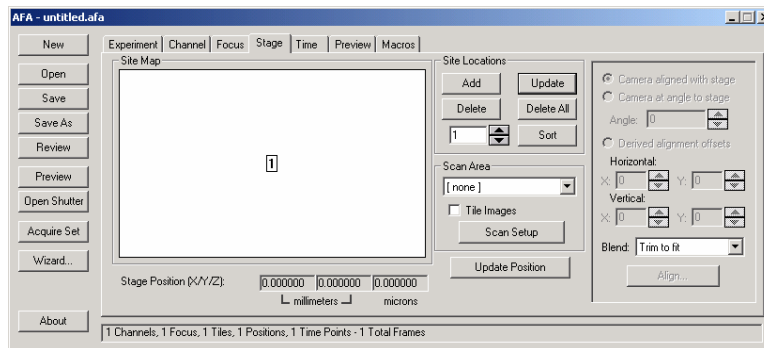 AFA - untitled.afa
New
Open
Save
Save As
Review
Preview
Open Shutter
Acquire Set
Wizard...
About
Experiment Channel Focus Stage Time Preview Macros
Site Map
1
Stage Position (X/Y/Z): 0.000000 0.000000 0.000000
millimeters microns
Site Locations
Add Update
Delete Delete All
1 Sort
Scan Area
[ none ]
Tile Images
Scan Setup
Update Position
Camera aligned with stage
Camera at angle to stage
Angle: 0
Derived alignment offsets
Horizontal:
X: 0 Y: 0
Vertical:
X: 0 Y: 0
Blend: Trim to fit
Align...
1 Channels, 1 Focus, 1 Tiles, 1 Positions, 1 Time Points - 1 Total Frames